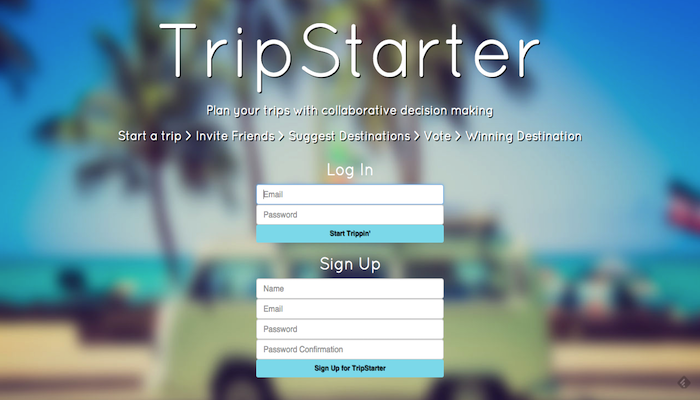 TripStarter
Plan your trips with collaborative decision making
Start a trip > Invite Friends > Suggest Destinations > Vote > Winning Destination
Log In
Email
Password
Start Trippin'
Sign Up
Name
Email
Password
Password Confirmation
Sign Up for TripStarter